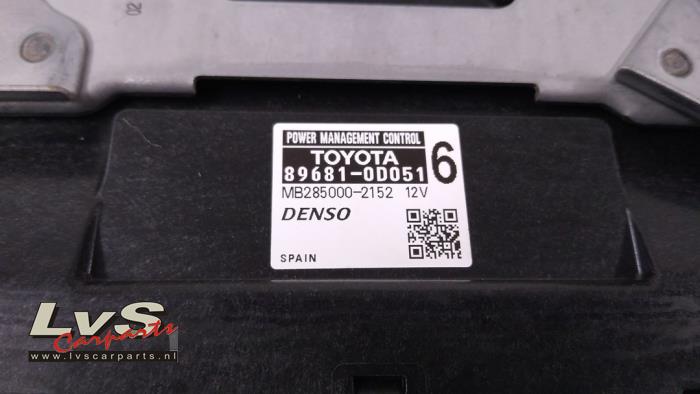 02
POWER MANAGEMENT CONTROL
TOYOTA
89681-0D051
6
MB285000-2152 12V
DENSO
SPAIN
LvS
Carparts
www.lvscarparts.nl